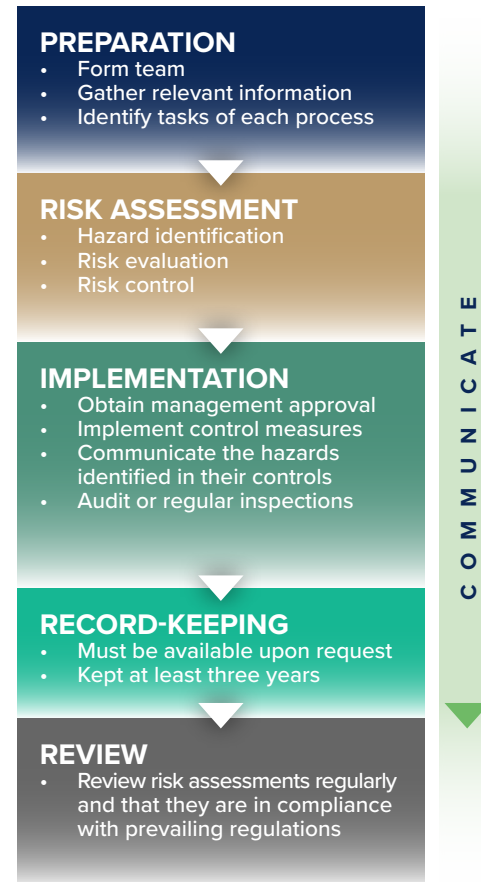 PREPARATION
• Form team
• Gather relevant information
• Identify tasks of each process
RISK ASSESSMENT
• Hazard identification
• Risk evaluation
• Risk control
IMPLEMENTATION
• Obtain management approval
• Implement control measures
• Communicate the hazards
identified in their controls
• Audit or regular inspections
RECORD-KEEPING
• Must be available upon request
• Kept at least three years
REVIEW
• Review risk assessments regularly
and that they are in compliance
with prevailing regulations
COMMUNICATE